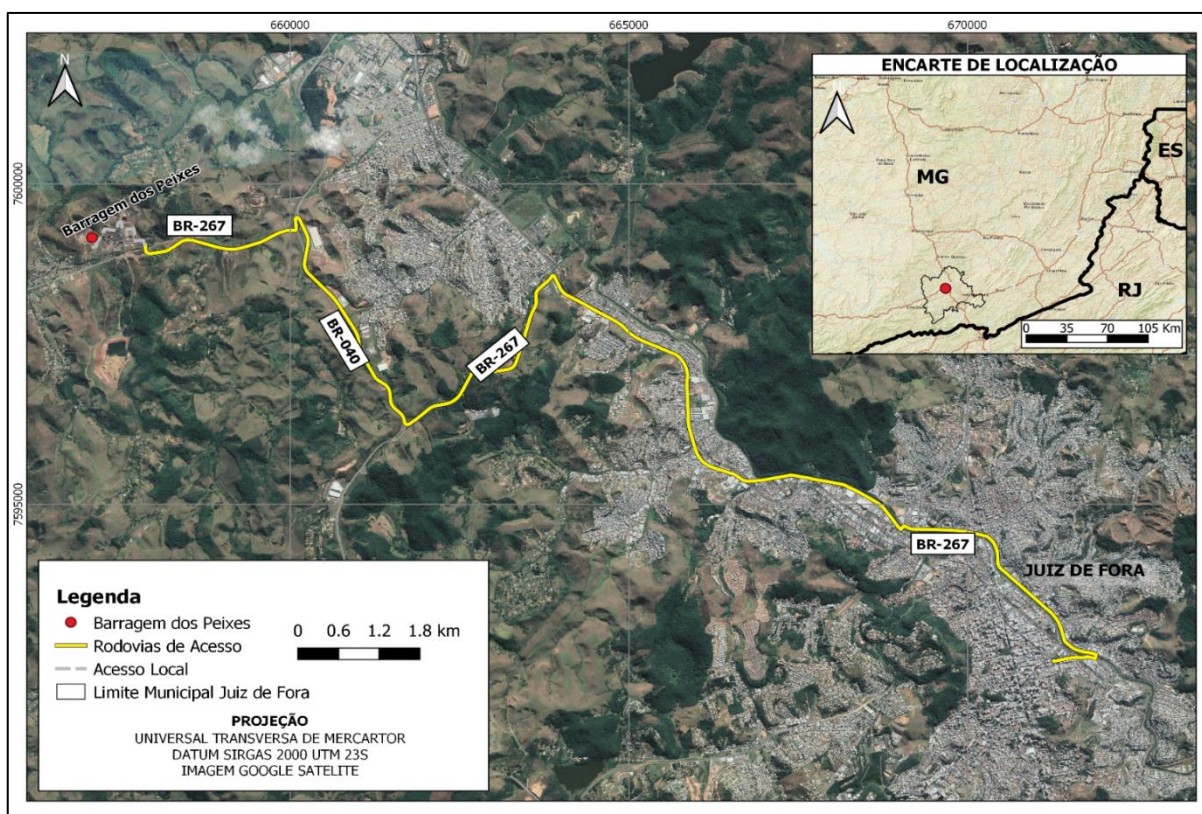 660000
665000
670000
7600000
7595000
N
Barragem dos Peixes
BR-267
BR-040
BR-267
BR-267
JUIZ DE FORA
ENCARTE DE LOCALIZAÇÃO
MG
ES
RJ
0 35 70 105 Km
Legenda
Barragem dos Peixes
Rodovias de Acesso
Acesso Local
Limite Municipal Juiz de Fora
0 0.6 1.2 1.8 km
PROJEÇÃO
UNIVERSAL TRANSVERSA DE MERCARTOR
DATUM SIRGAS 2000 UTM 23S
IMAGEM GOOGLE SATELITE